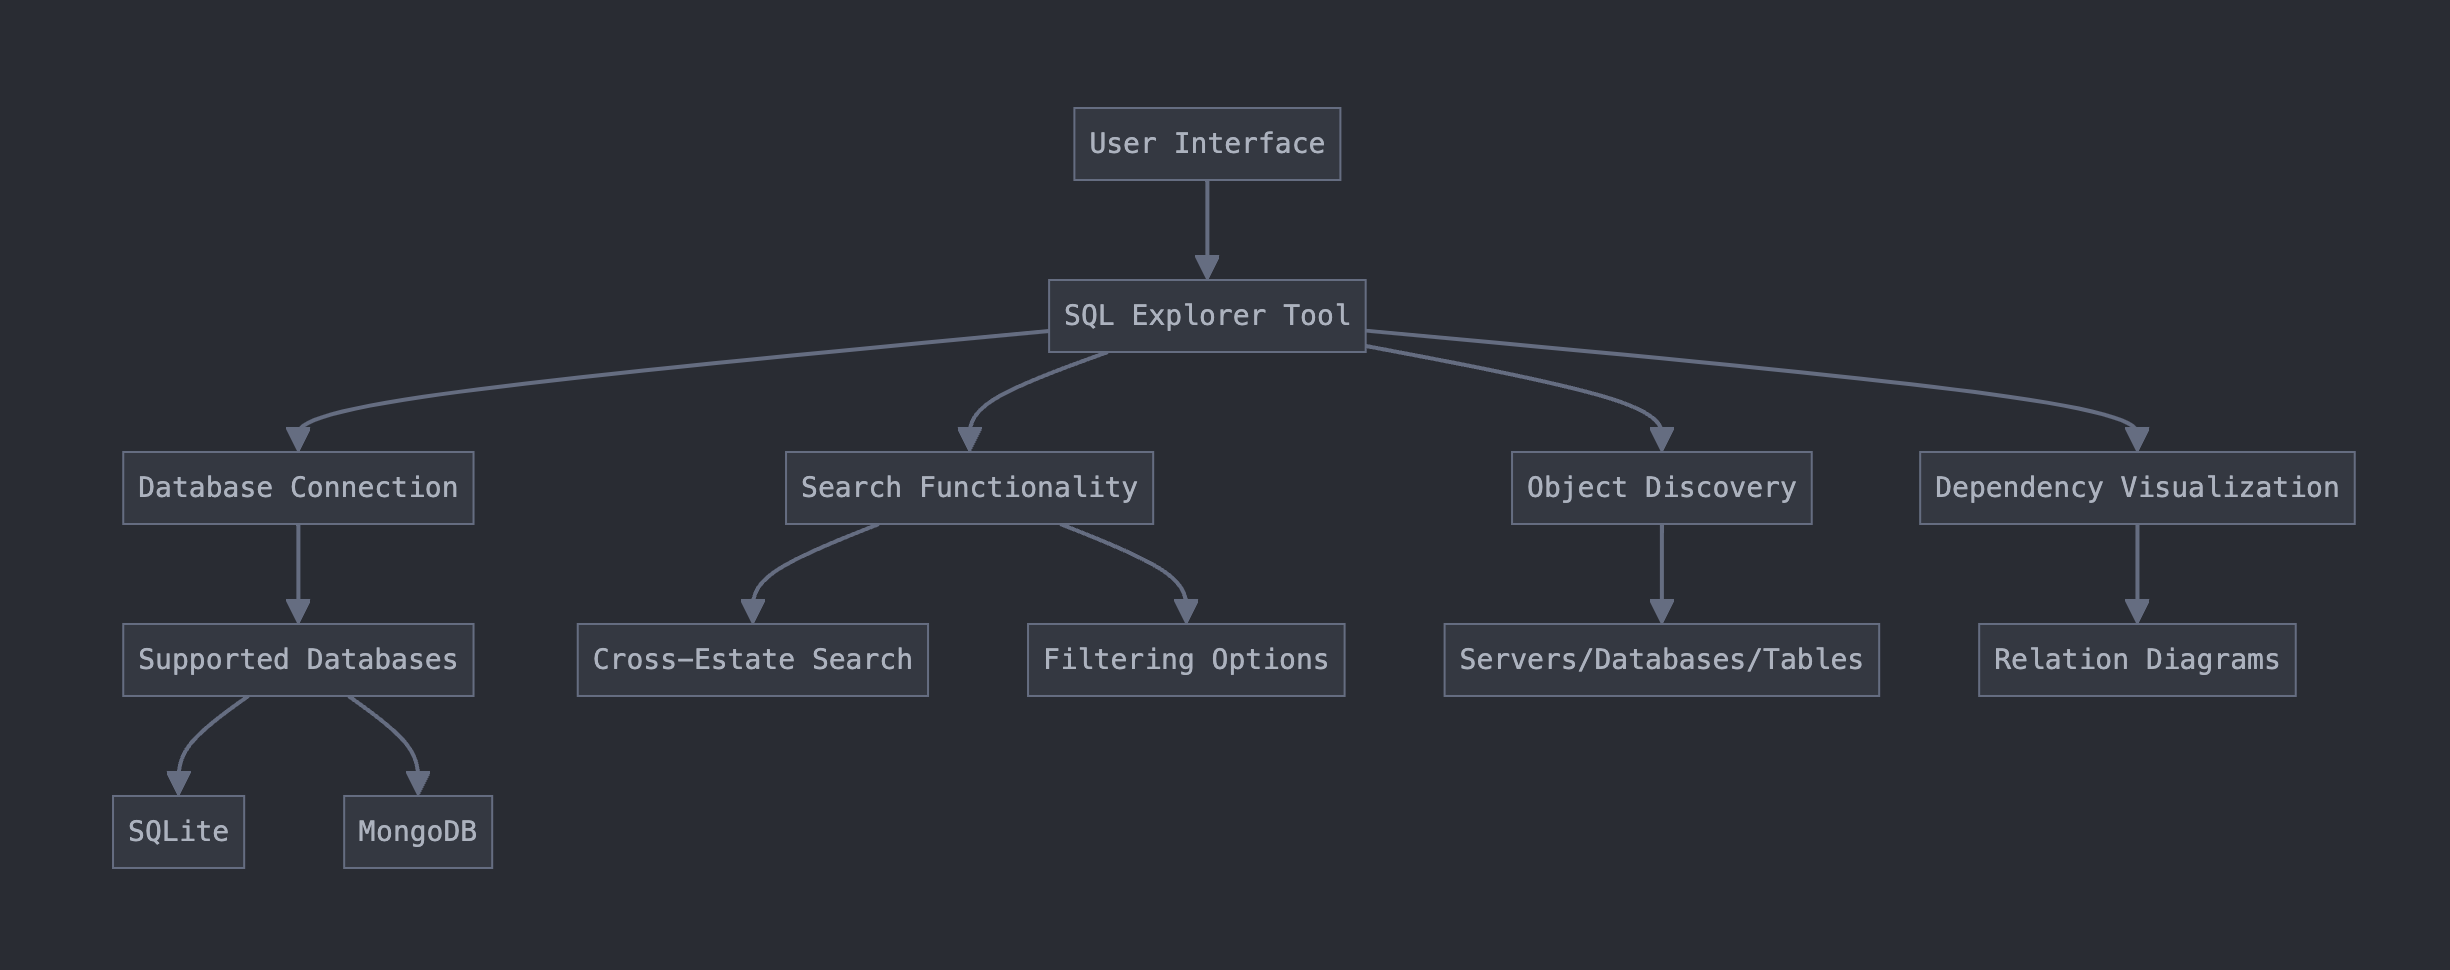 User Interface
SQL Explorer Tool
Database Connection
Search Functionality
Object Discovery
Dependency Visualization
Supported Databases
Cross-Estate Search
Filtering Options
Servers/Databases/Tables
Relation Diagrams
SQLite
MongoDB